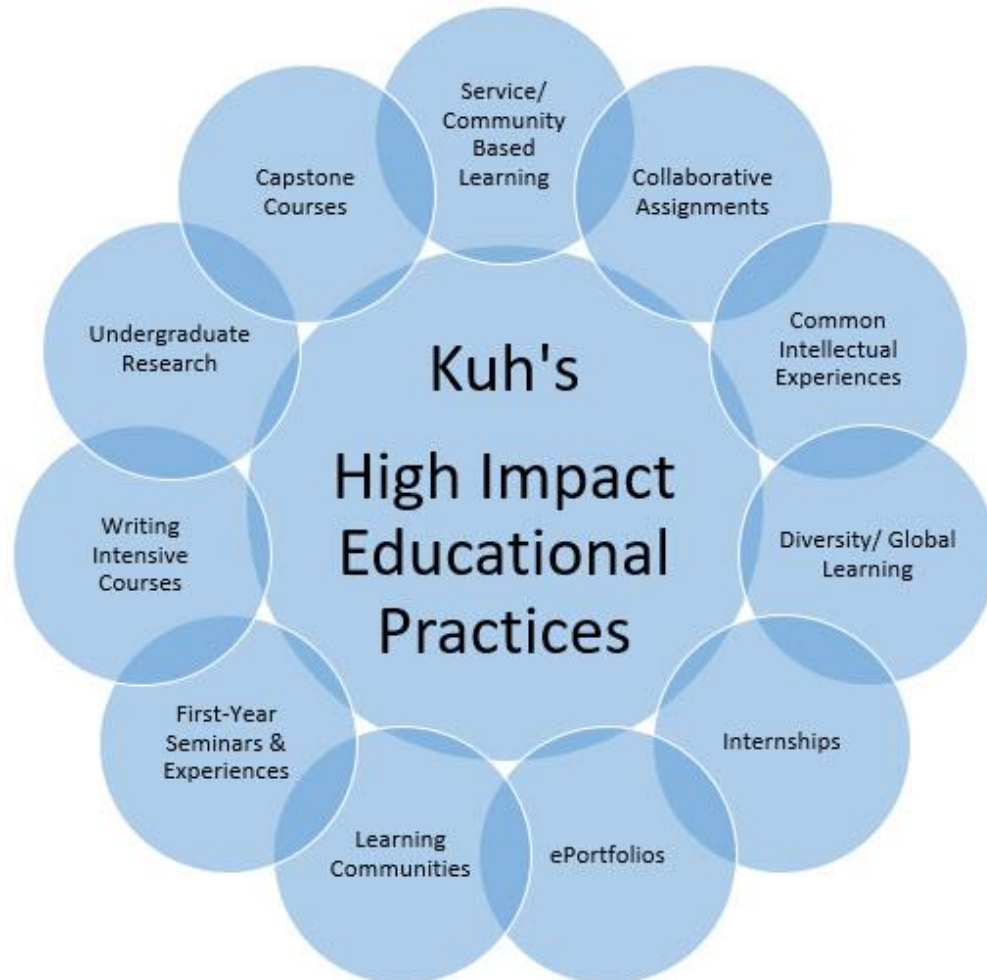 Kuh's
High Impact
Educational
Practices
Service/
Community
Based
Learning
Collaborative
Assignments
Common
Intellectual
Experiences
Diversity/ Global
Learning
Internships
ePortfolios
Learning
Communities
First-Year
Seminars &
Experiences
Writing
Intensive
Courses
Undergraduate
Research
Capstone
Courses